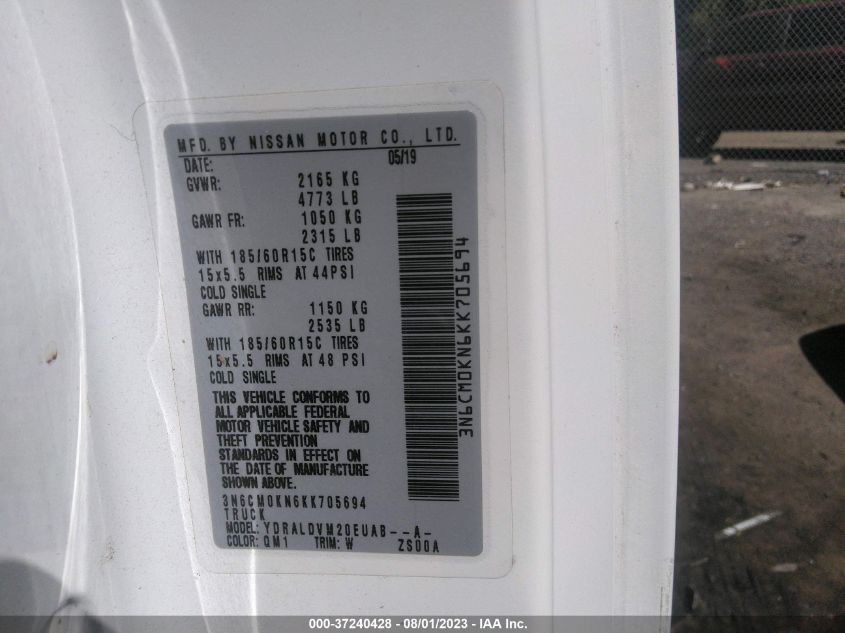 MFD. BY NISSAN MOTOR CO., LTD.
DATE: 05/19
GVWR: 2165 KG
4773 LB
GAWR FR: 1050 KG
2315 LB
WITH 185/60R15C TIRES
15x5.5 RIMS AT 44PSI
COLD SINGLE
GAWR RR: 1150 KG
2535 LB
WITH 185/60R15C TIRES
15x5.5 RIMS AT 48 PSI
COLD SINGLE
THIS VEHICLE CONFORMS TO
ALL APPLICABLE FEDERAL
MOTOR VEHICLE SAFETY AND
THEFT PREVENTION
STANDARDS IN EFFECT ON
THE DATE OF MANUFACTURE
SHOWN ABOVE.
3N6CM0KN6KK705694
TRUCK
MODEL: YDRALDVM20EUAB--A-
COLOR: QM1 TRIM: W ZS00A
3N6CM0KN6KK705694
000-37240428 - 08/01/2023 - IAA Inc.